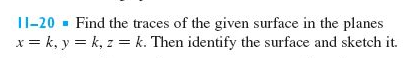 11–20 ▪ Find the traces of the given surface in the planes
x = k, y = k, z = k. Then identify the surface and sketch it.